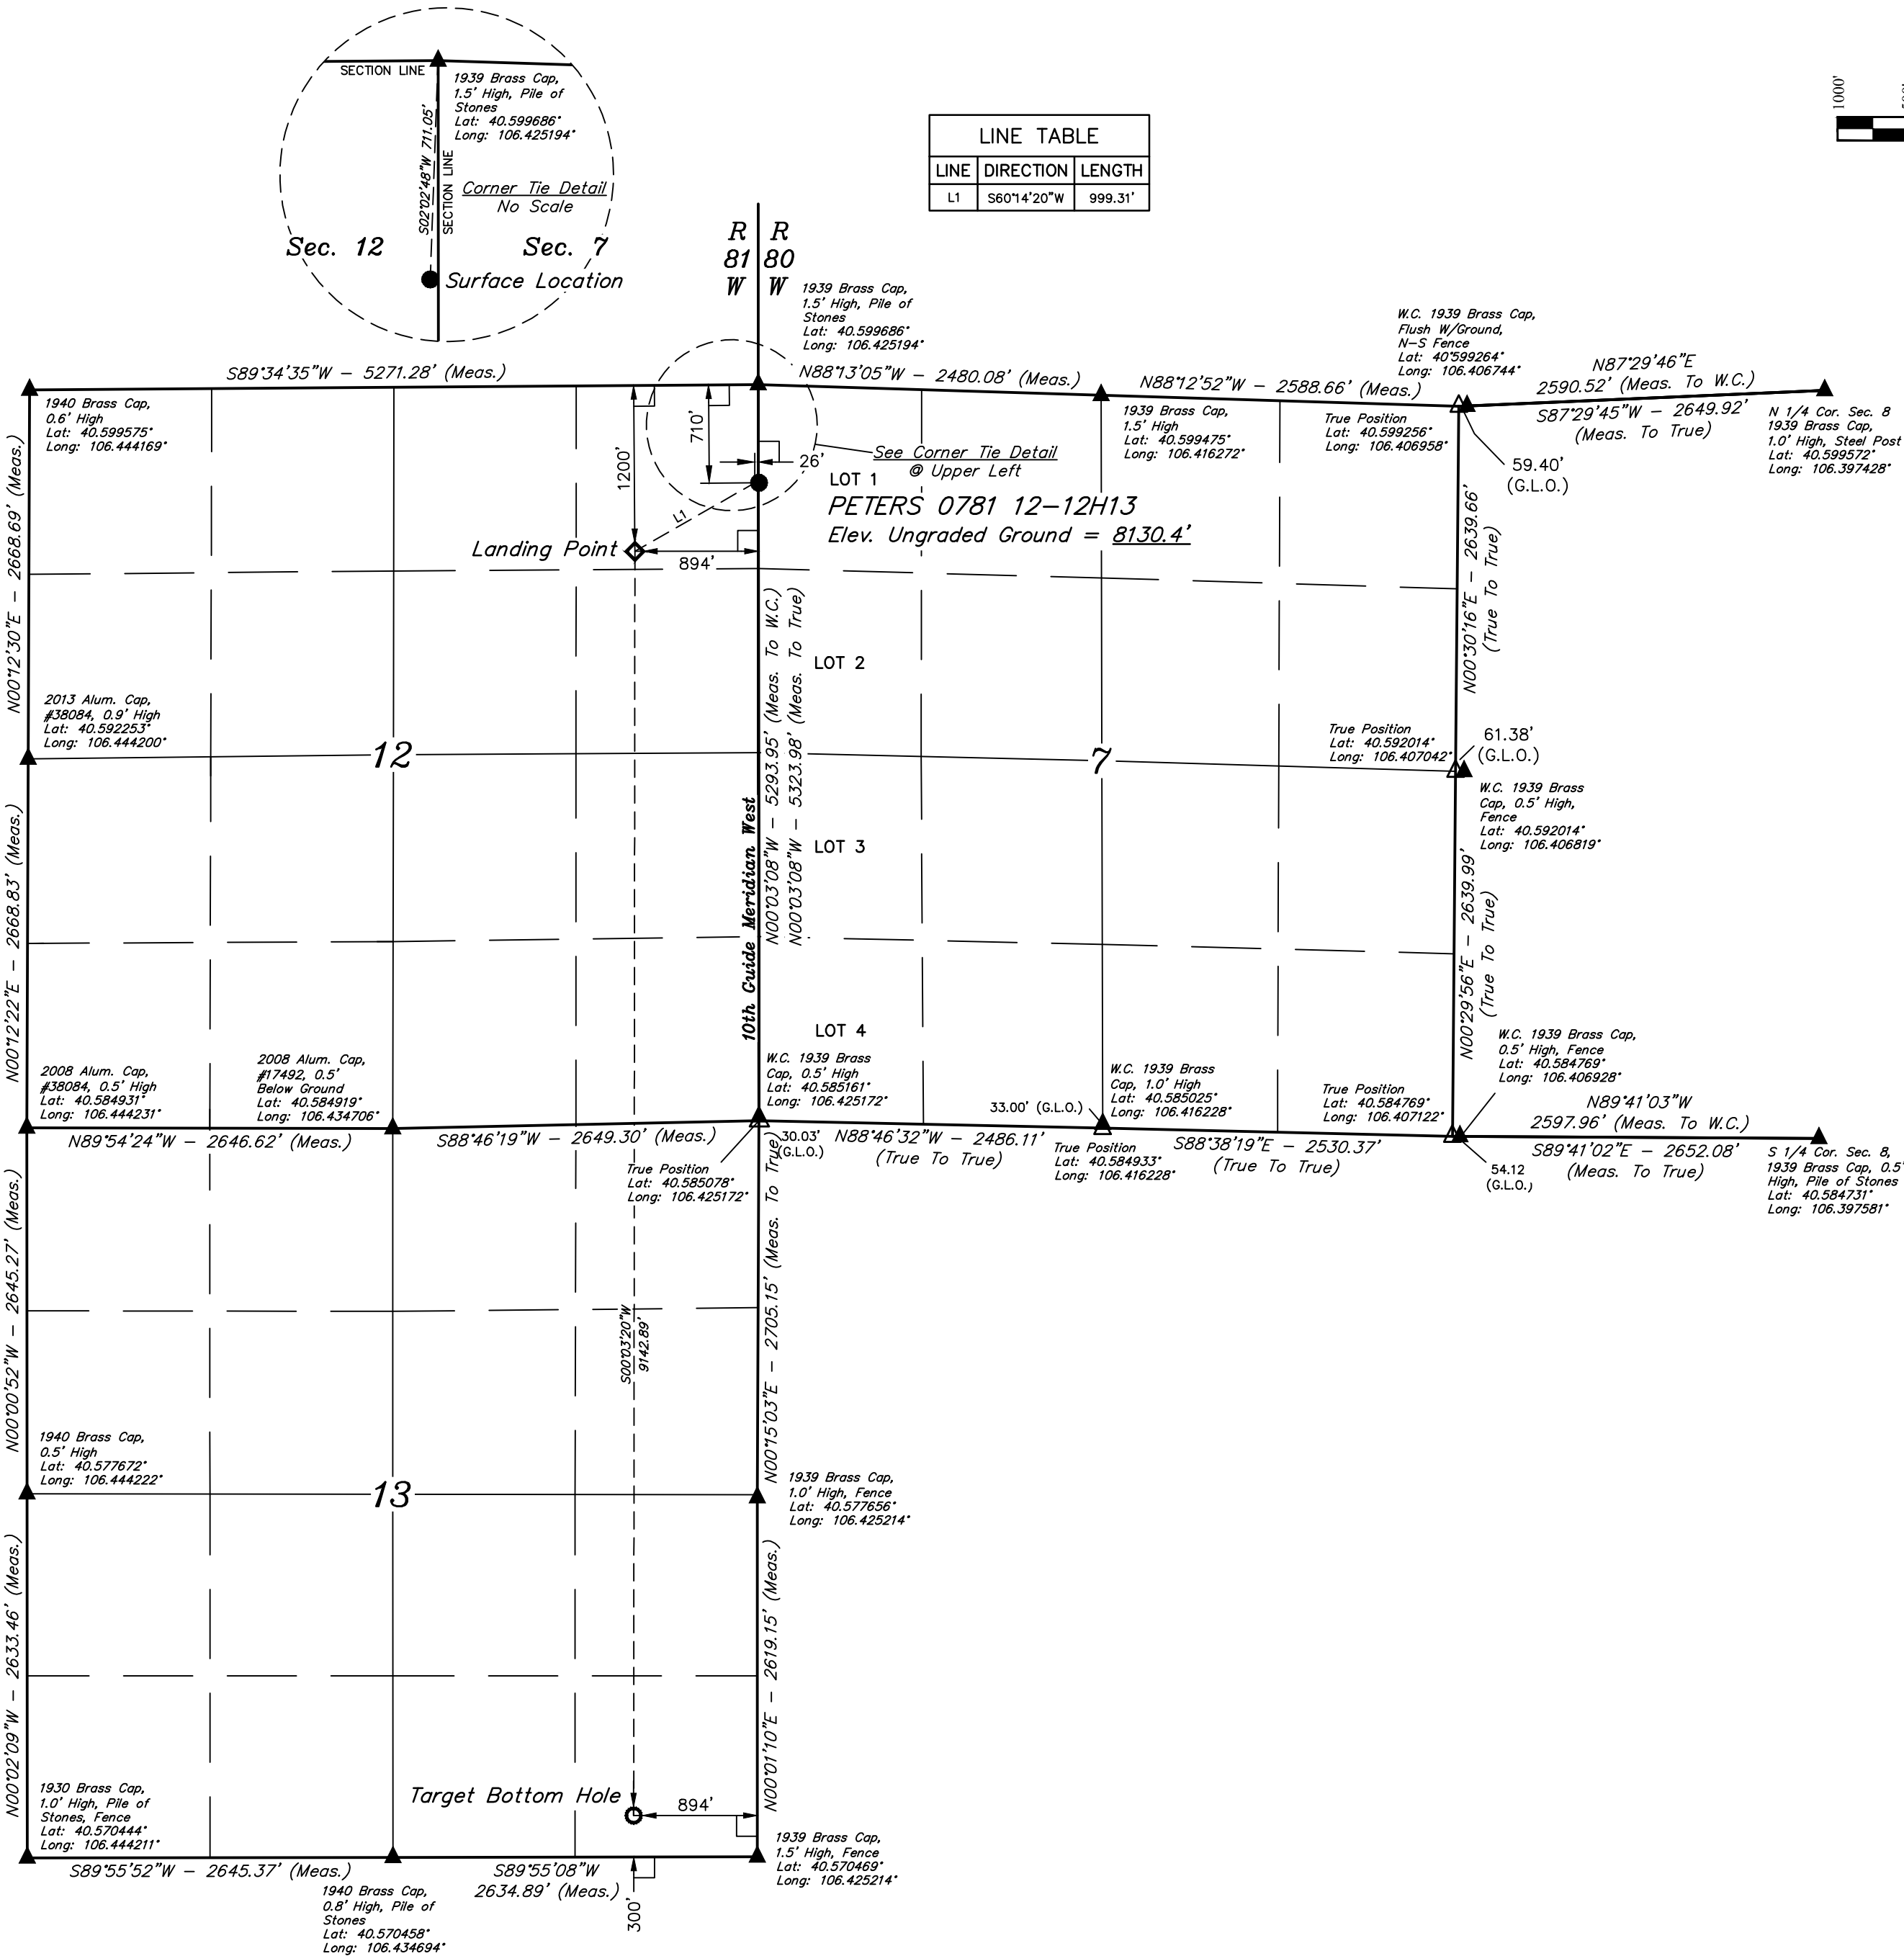 SECTION LINE
1939 Brass Cap,
1.5' High, Pile of
Stones
Lat: 40.599686°
Long: 106.425194°
S02°02'48"W 711.05'
SECTION LINE
Corner Tie Detail
No Scale
Sec. 12
Sec. 7
Surface Location
LINE TABLE
LINE DIRECTION LENGTH
L1 S60°14'20"W 999.31'
1000'
R R
81 80
W W
1939 Brass Cap,
1.5' High, Pile of
Stones
Lat: 40.599686°
Long: 106.425194°
W.C. 1939 Brass Cap,
Flush W/Ground,
N-S Fence
Lat: 40°599264°
Long: 106.406744°
S89°34'35"W - 5271.28' (Meas.)
N88°13'05"W - 2480.08' (Meas.)
N88°12'52"W - 2588.66' (Meas.)
N87°29'46"E
2590.52' (Meas. To W.C.)
S87°29'45"W - 2649.92'
(Meas. To True)
1940 Brass Cap,
0.6' High
Lat: 40.599575°
Long: 106.444169°
1939 Brass Cap,
1.5' High
Lat: 40.599475°
Long: 106.416272°
True Position
Lat: 40.599256°
Long: 106.406958°
N 1/4 Cor. Sec. 8
1939 Brass Cap,
1.0' High, Steel Post
Lat: 40.599572°
Long: 106.397428°
59.40'
(G.L.O.)
1200'
710'
26'
See Corner Tie Detail
@ Upper Left
LOT 1
PETERS 0781 12-12H13
Elev. Ungraded Ground = 8130.4'
L1
Landing Point
894'
N00°12'30"E - 2668.69' (Meas.)
N00°30'16"E - 2639.66'
(True To True)
N00°03'08"W - 5293.95' (Meas. To W.C.)
N00°03'08"W - 5323.98' (Meas. To True)
10th Guide Meridian West
LOT 2
2013 Alum. Cap,
#38084, 0.9' High
Lat: 40.592253°
Long: 106.444200°
12
7
True Position
Lat: 40.592014°
Long: 106.407042°
61.38'
(G.L.O.)
W.C. 1939 Brass
Cap, 0.5' High,
Fence
Lat: 40.592014°
Long: 106.406819°
LOT 3
N00°12'22"E - 2668.83' (Meas.)
N00°29'56"E - 2639.99'
(True To True)
LOT 4
2008 Alum. Cap,
#38084, 0.5' High
Lat: 40.584931°
Long: 106.444231°
2008 Alum. Cap,
#17492, 0.5'
Below Ground
Lat: 40.584919°
Long: 106.434706°
W.C. 1939 Brass
Cap, 0.5' High
Lat: 40.585161°
Long: 106.425172°
W.C. 1939 Brass
Cap, 1.0' High
Lat: 40.585025°
Long: 106.416228°
33.00' (G.L.O.)
True Position
Lat: 40.584769°
Long: 106.407122°
W.C. 1939 Brass Cap,
0.5' High, Fence
Lat: 40.584769°
Long: 106.406928°
N89°41'03"W
2597.96' (Meas. To W.C.)
S89°41'02"E - 2652.08'
(Meas. To True)
N89°54'24"W - 2646.62' (Meas.)
S88°46'19"W - 2649.30' (Meas.)
30.03'
(G.L.O.)
N88°46'32"W - 2486.11'
(True To True)
True Position
Lat: 40.584933°
Long: 106.416228°
S88°38'19"E - 2530.37'
(True To True)
54.12
(G.L.O.)
S 1/4 Cor. Sec. 8,
1939 Brass Cap, 0.5'
High, Pile of Stones
Lat: 40.584731°
Long: 106.397581°
True Position
Lat: 40.585078°
Long: 106.425172°
N00°00'52"W - 2645.27' (Meas.)
S00°03'20"W
9142.89'
N00°15'03"E - 2705.15' (Meas. To True)
1940 Brass Cap,
0.5' High
Lat: 40.577672°
Long: 106.444222°
13
1939 Brass Cap,
1.0' High, Fence
Lat: 40.577656°
Long: 106.425214°
N00°02'09"W - 2633.46' (Meas.)
N00°01'10"E - 2619.15' (Meas.)
Target Bottom Hole
894'
1930 Brass Cap,
1.0' High, Pile of
Stones, Fence
Lat: 40.570444°
Long: 106.444211°
1939 Brass Cap,
1.5' High, Fence
Lat: 40.570469°
Long: 106.425214°
S89°55'52"W - 2645.37' (Meas.)
S89°55'08"W
2634.89' (Meas.)
300'
1940 Brass Cap,
0.8' High, Pile of
Stones
Lat: 40.570458°
Long: 106.434694°